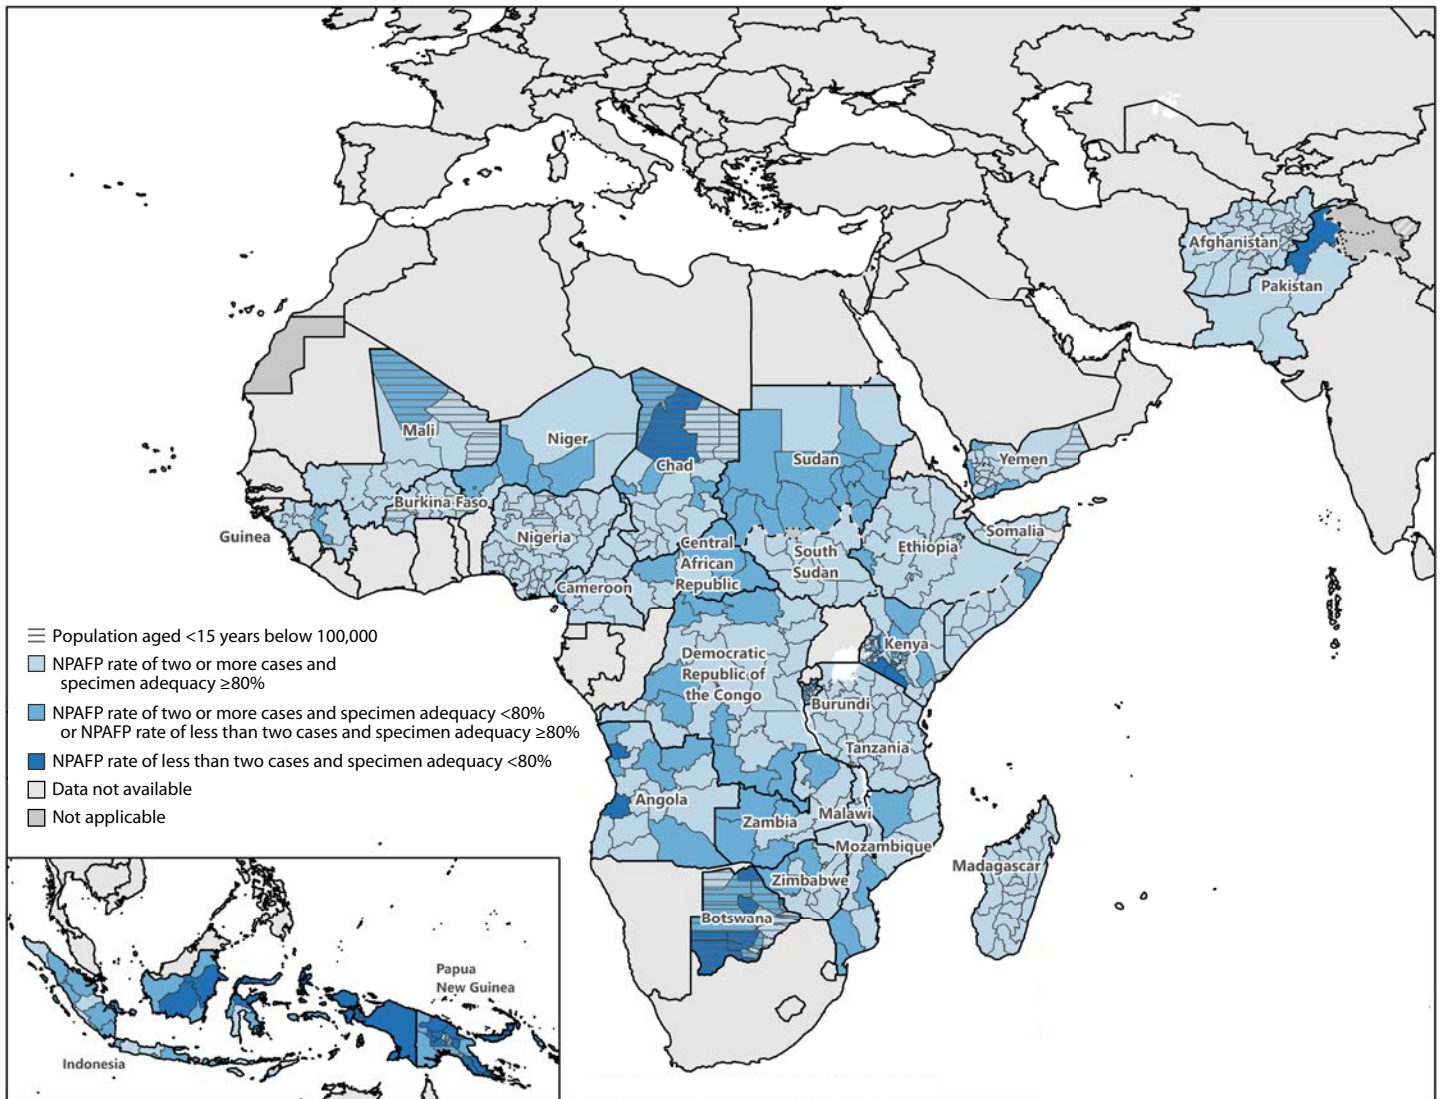 Afghanistan
Pakistan
Mali
Niger
Chad
Sudan
Yemen
Burkina Faso
Guinea
Nigeria
Central
African
Republic
South
Sudan
Ethiopia
Somalia
Cameroon
Kenya
Democratic
Republic of
the Congo
Burundi
Tanzania
Angola
Zambia
Malawi
Mozambique
Madagascar
Zimbabwe
Botswana
Population aged <15 years below 100,000
NPAFP rate of two or more cases and
specimen adequacy ≥80%
NPAFP rate of two or more cases and specimen adequacy <80%
or NPAFP rate of less than two cases and specimen adequacy ≥80%
NPAFP rate of less than two cases and specimen adequacy <80%
Data not available
Not applicable
Papua
New Guinea
Indonesia